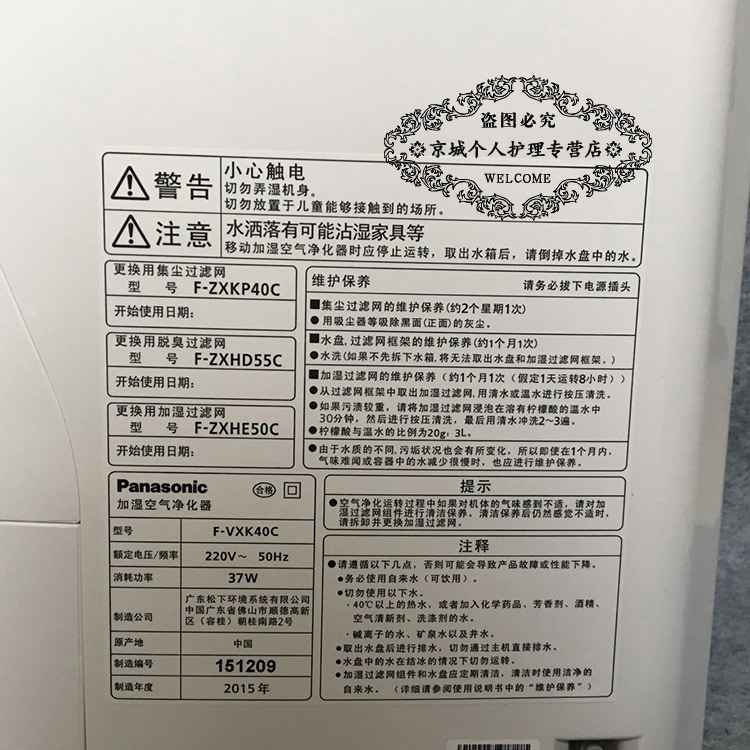 盗图必究
京城个人护理专营店
WELCOME
警告
小心触电
切勿弄湿机身。
切勿放置于儿童能够接触到的场所。
注意
水洒落有可能沾湿家具等
移动加湿空气净化器时应停止运转，取出水箱后，请倒掉水盘中的水。
更换用集尘过滤网
型 号 F-ZXKP40C
开始使用日期:
更换用脱臭过滤网
型 号 F-ZXHD55C
开始使用日期:
更换用加湿过滤网
型 号 F-ZXHE50C
开始使用日期:
维护保养 请务必拔下电源插头
■集尘过滤网的维护保养(约2个星期1次)
●用吸尘器等吸除黑面(正面)的灰尘。
■水盘,过滤网框架的维护保养 (约1个月1次)
●水洗(如果不先拆下水箱,将无法取出水盘和加湿过滤网框架。)
■加湿过滤网的维护保养 (约1个月1次 (假定1天运转8小时))
●从过滤网框架中取出加湿过滤网,用清水或温水进行按压清洗。
●如果污渍较重，请将加湿过滤网浸泡在溶有柠檬酸的温水中
30分钟，然后进行按压清洗，最后用清水冲洗2~3遍。
●柠檬酸与温水的比例为20g：3L。
●由于水质的不同,污垢状况也会有所变化，所以即使在1个月内，
气味难闻或容器中的水减少很慢时，也应进行维护保养。
Panasonic 合格
加湿空气净化器
型号 F-VXK40C
额定电压/频率 220V～ 50Hz
消耗功率 37W
制造公司 广东松下环境系统有限公司
中国广东省佛山市顺德高新
区（容桂）朝桂南路2号
原产地 中国
制造编号 151209
制造年度 2015年
提示
●空气净化运转过程中如果对机体的气味感到不适，请对加
湿过滤网组件进行清洁保养。清洁保养后仍然感觉不适时，
请拆卸并更换加湿过滤网。
注释
●请遵循以下几点，否则可能会导致产品故障或性能下降。
●务必使用自来水（可饮用）。
●切勿使用以下水。
·40℃以上的热水，或者加入化学药品、芳香剂、酒精、
空气清新剂、洗涤剂的水。
·碱离子的水、矿泉水以及井水。
●取出水盘后进行排水，切勿通过主机直接排水。
●水盘中的水在结冰的情况下切勿运转。
●加湿过滤网组件和水盘应定期清洁，清洁时使用洁净的
自来水。（详细请参阅使用说明书中的“维护保养”）